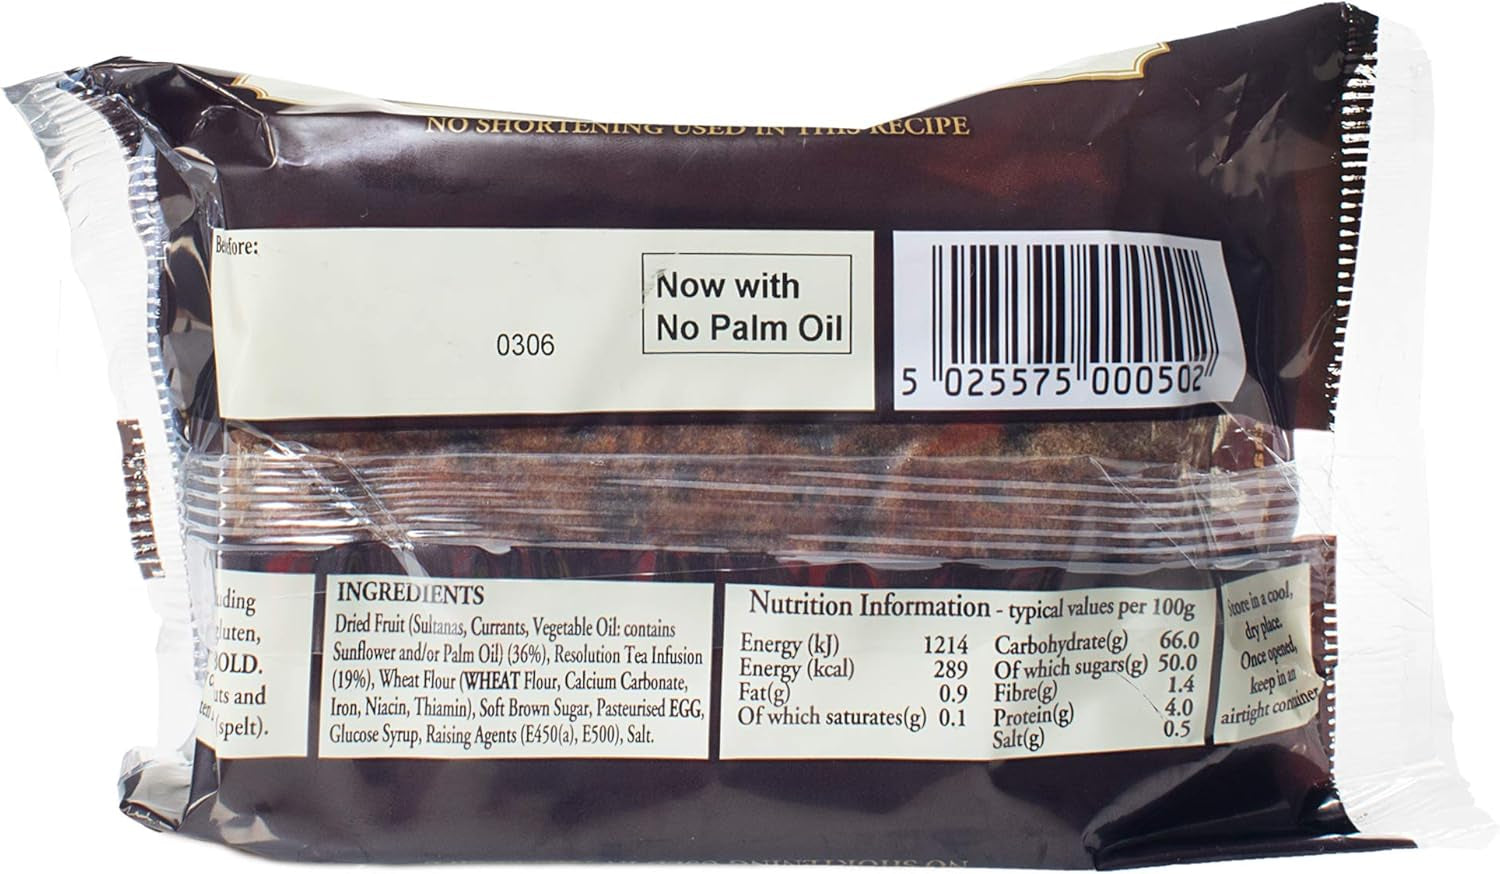 NO SHORTENING USED IN THIS RECIPE
Now with
No Palm Oil
0306
5 025575 000502
gluten,
BOLD.
and
(spelt).
INGREDIENTS
Dried Fruit (Sultanas, Currants, Vegetable Oil: contains
Sunflower and/or Palm Oil) (36%), Resolution Tea Infusion
(19%), Wheat Flour (WHEAT Flour, Calcium Carbonate,
Iron, Niacin, Thiamin), Soft Brown Sugar, Pasteurised EGG,
Glucose Syrup, Raising Agents (E450(a), E500), Salt.
Nutrition Information - typical values per 100g
Energy (kJ) 1214
Energy (kcal) 289
Fat(g) 0.9
Of which saturates(g) 0.1
Carbohydrate(g) 66.0
Of which sugars(g) 50.0
Fibre(g) 1.4
Protein(g) 4.0
Salt(g) 0.5
Store in a cool,
dry place.
Once opened,
keep in an
airtight container
NO SHORTENING